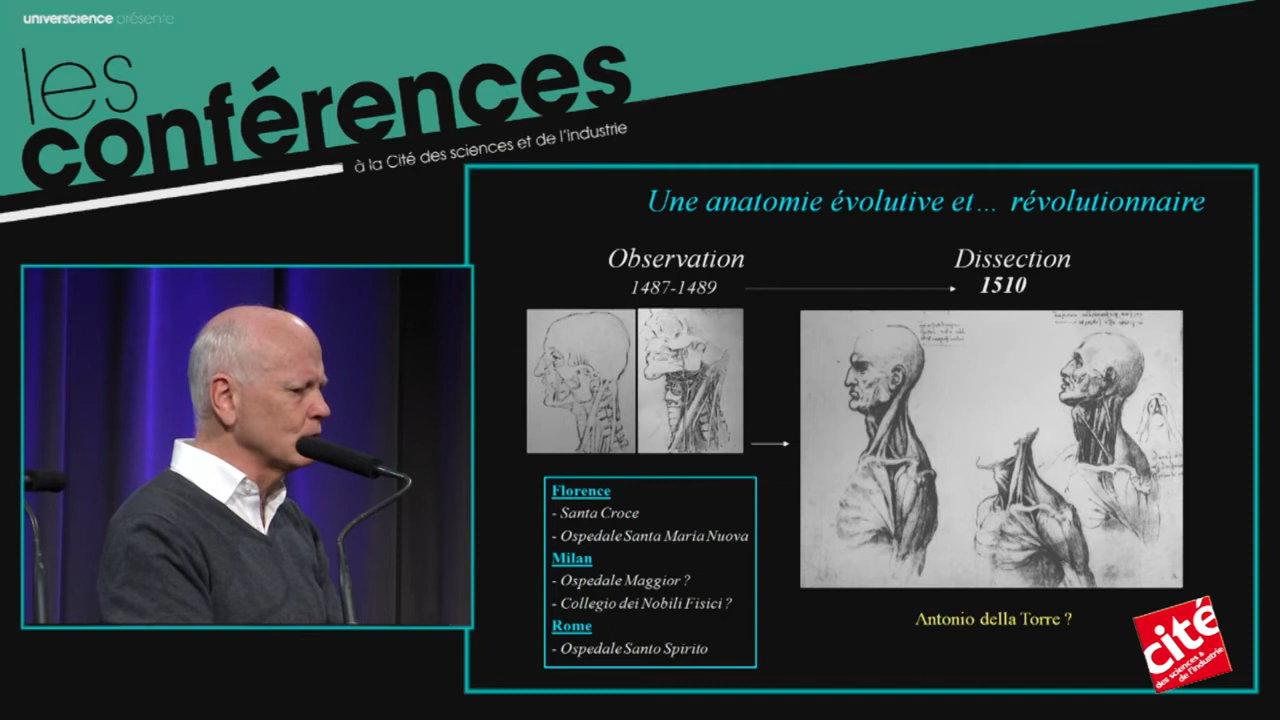 universcience présente
les
conférences
à la Cité des sciences et de l'industrie
Une anatomie évolutive et... révolutionnaire
Observation
1487-1489
Dissection
1510
Florence
- Santa Croce
- Ospedale Santa Maria Nuova
Milan
- Ospedale Maggior ?
- Collegio dei Nobili Fisici ?
Rome
- Ospedale Santo Spirito
Antonio della Torre ?
cité
des sciences &
de l'industrie